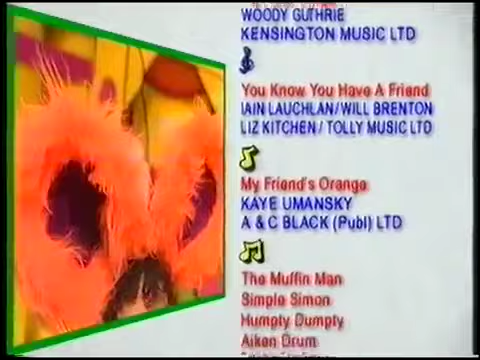 WOODY GUTHRIE
KENSINGTON MUSIC LTD
You Know You Have A Friend
IAIN LAUCHLAN/WILL BRENTON
LIZ KITCHEN/TOLLY MUSIC LTD
My Friend's Orange
KAYE UMANSKY
A & C BLACK (Publ) LTD
The Muffin Man
Simple Simon
Humpty Dumpty
Aiken Drum